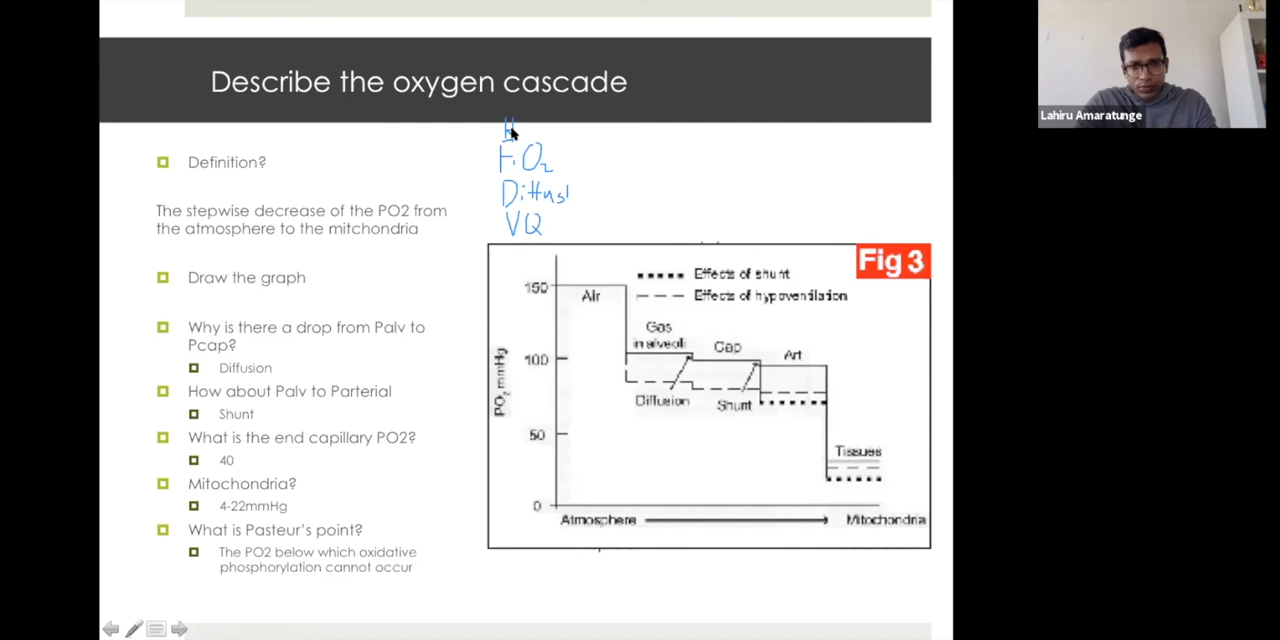 Describe the oxygen cascade
Definition?
The stepwise decrease of the PO2 from
the atmosphere to the mitchondria
Draw the graph
Why is there a drop from Palv to
Pcap?
Diffusion
How about Palv to Parterial
Shunt
What is the end capillary PO2?
40
Mitochondria?
4-22mmHg
What is Pasteur's point?
The PO2 below which oxidative
phosphorylation cannot occur
H
FiO2
Diffusi
VQ
Fig 3
Effects of shunt
Effects of hypoventilation
150
Air
Gas
in alveoli
Cap
Art
100
PO2 mmHg
Diffusion
Shunt
50
Tissues
0
Atmosphere
Mitochondria
Lahiru Amaratunge